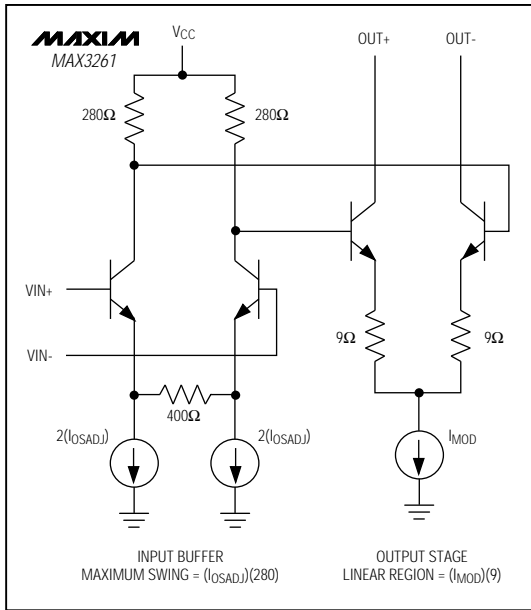 MAXIM
MAX3261
VCC
OUT+
OUT-
280Ω
280Ω
VIN+
VIN-
9Ω
9Ω
400Ω
2(IOSADJ)
2(IOSADJ)
IMOD
INPUT BUFFER
MAXIMUM SWING = (IOSADJ)(280)
OUTPUT STAGE
LINEAR REGION = (IMOD)(9)